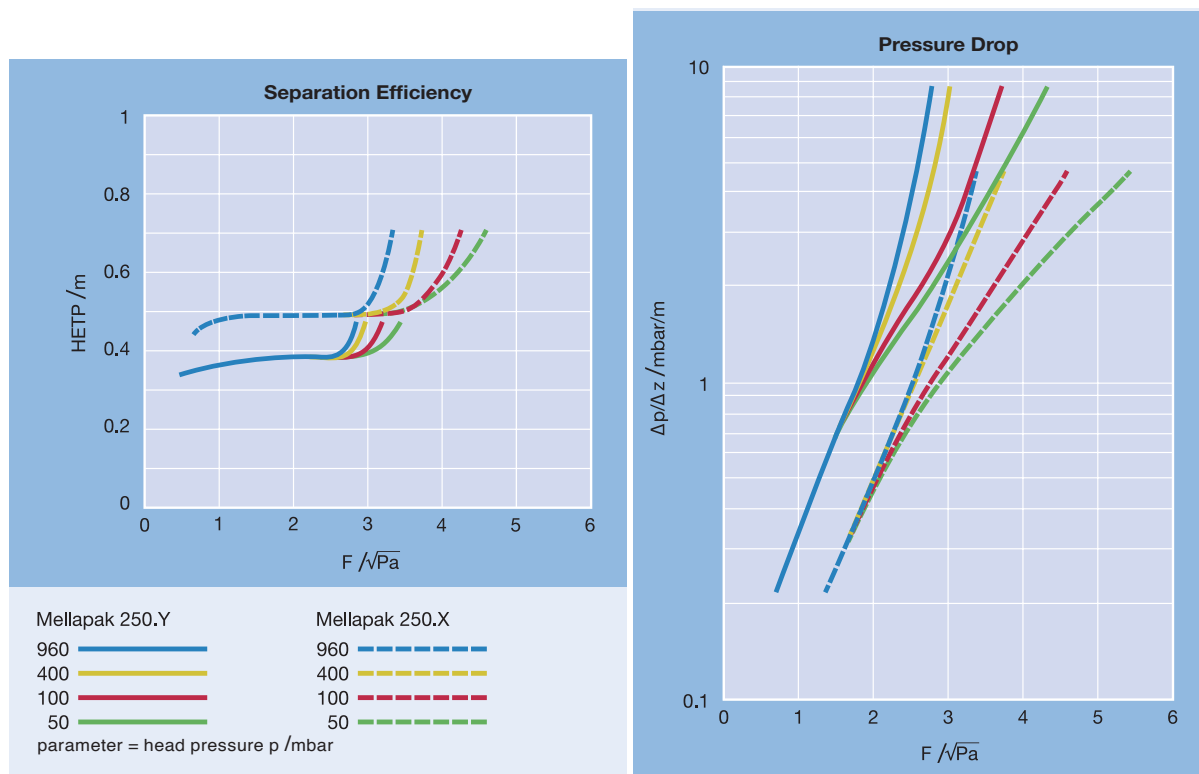 Separation Efficiency
1
0.8
0.6
0.4
0.2
0
HETP /m
0 1 2 3 4 5 6
F /√Pa
Mellapak 250.Y
960
400
100
50
Mellapak 250.X
960
400
100
50
parameter = head pressure p /mbar
Pressure Drop
10
1
0.1
Δp/Δz /mbar/m
0 1 2 3 4 5 6
F /√Pa